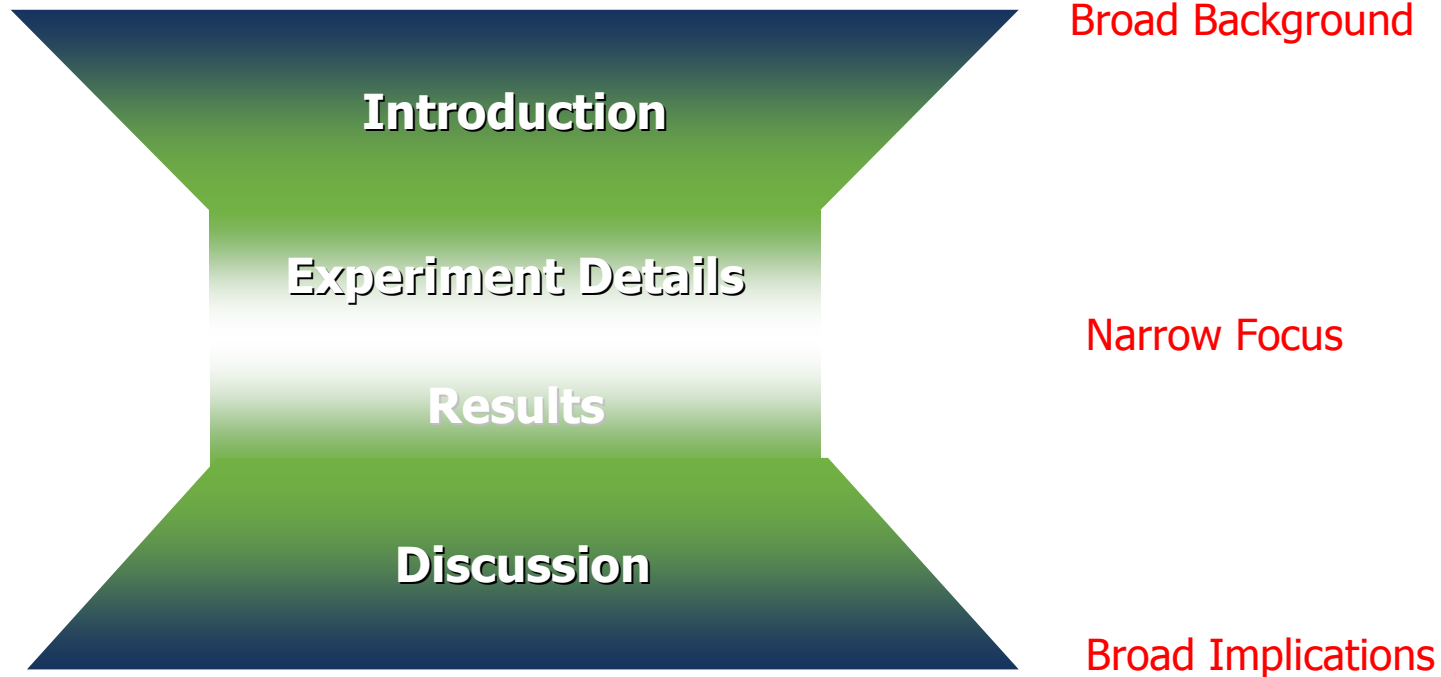 Broad Background
Introduction
Experiment Details
Narrow Focus
Results
Discussion
Broad Implications